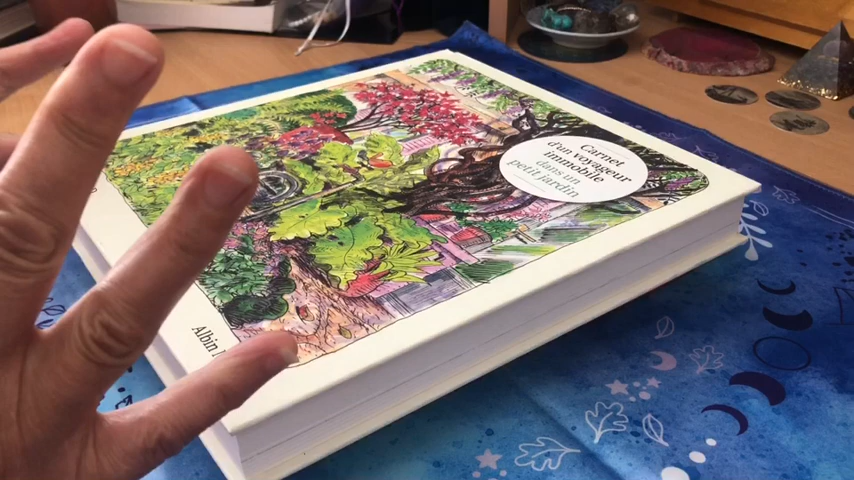 Carnet
d'un voyageur
immobile
dans un
petit jardin
Albin